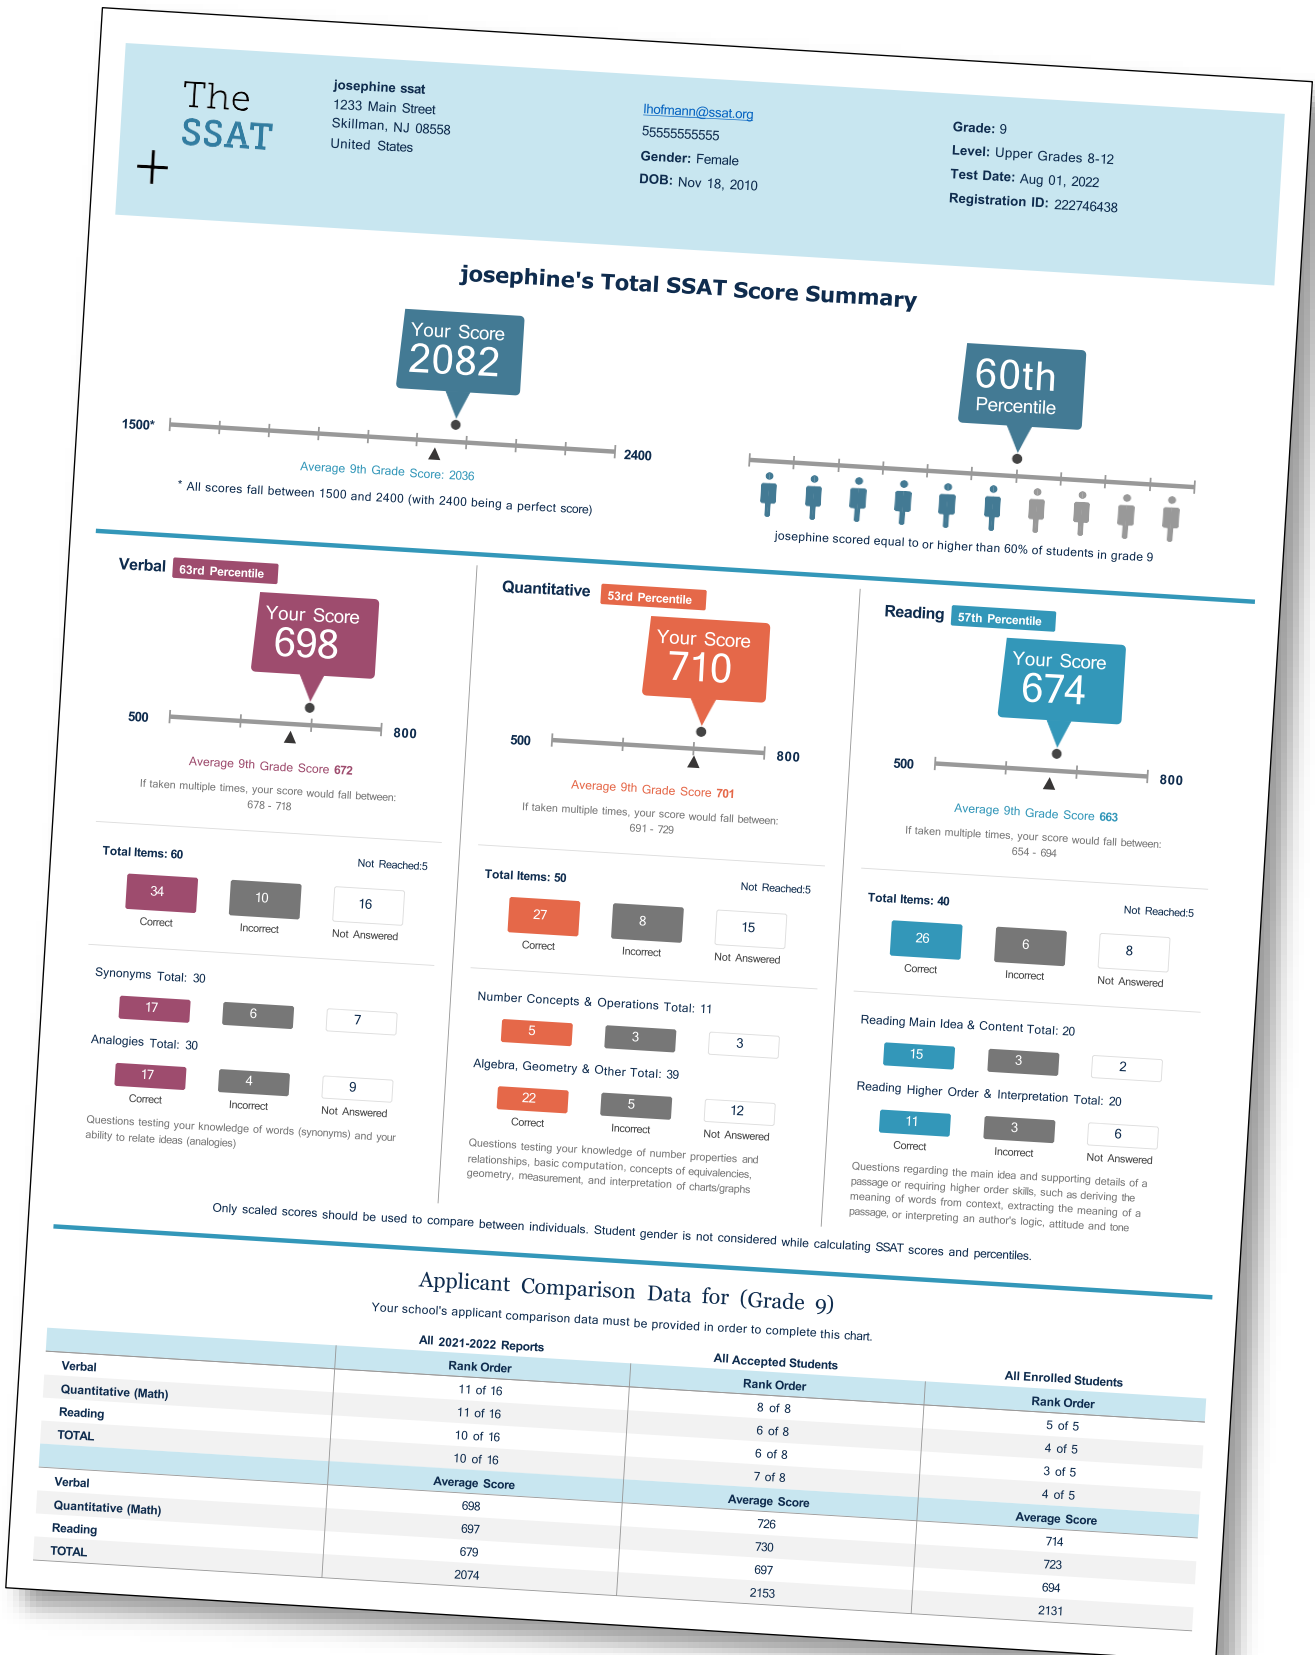 The
SSAT
josephine ssat
1233 Main Street
Skillman, NJ 08558
United States
lhofmann@ssat.org
55555555555
Gender: Female
DOB: Nov 18, 2010
Grade: 9
Level: Upper Grades 8-12
Test Date: Aug 01, 2022
Registration ID: 222746438
josephine's Total SSAT Score Summary
Your Score
2082
1500*
2400
Average 9th Grade Score: 2036
* All scores fall between 1500 and 2400 (with 2400 being a perfect score)
60th
Percentile
josephine scored equal to or higher than 60% of students in grade 9
Verbal 63rd Percentile
Your Score
698
500
800
Average 9th Grade Score 672
If taken multiple times, your score would fall between:
678 - 718
Total Items: 60
Not Reached:5
34 10 16
Correct Incorrect Not Answered
Synonyms Total: 30
17 6 7
Analogies Total: 30
17 4 9
Correct Incorrect Not Answered
Questions testing your knowledge of words (synonyms) and your
ability to relate ideas (analogies)
Quantitative 53rd Percentile
Your Score
710
500
800
Average 9th Grade Score 701
If taken multiple times, your score would fall between:
691 - 729
Total Items: 50
Not Reached:5
27 8 15
Correct Incorrect Not Answered
Number Concepts & Operations Total: 11
5 3 3
Algebra, Geometry & Other Total: 39
22 5 12
Correct Incorrect Not Answered
Questions testing your knowledge of number properties and
relationships, basic computation, concepts of equivalencies,
geometry, measurement, and interpretation of charts/graphs
Reading 57th Percentile
Your Score
674
500
800
Average 9th Grade Score 663
If taken multiple times, your score would fall between:
654 - 694
Total Items: 40
Not Reached:5
26 6 8
Correct Incorrect Not Answered
Reading Main Idea & Content Total: 20
15 3 2
Reading Higher Order & Interpretation Total: 20
11 3 6
Correct Incorrect Not Answered
Questions regarding the main idea and supporting details of a
passage or requiring higher order skills, such as deriving the
meaning of words from context, extracting the meaning of a
passage, or interpreting an author's logic, attitude and tone
Only scaled scores should be used to compare between individuals. Student gender is not considered while calculating SSAT scores and percentiles.
Applicant Comparison Data for (Grade 9)
Your school's applicant comparison data must be provided in order to complete this chart.
All 2021-2022 Reports All Accepted Students All Enrolled Students
Rank Order Rank Order Rank Order
Verbal 11 of 16 8 of 8 5 of 5
Quantitative (Math) 11 of 16 6 of 8 4 of 5
Reading 10 of 16 6 of 8 3 of 5
TOTAL 10 of 16 7 of 8 4 of 5
Average Score Average Score Average Score
Verbal 698 726 714
Quantitative (Math) 697 730 723
Reading 679 697 694
TOTAL 2074 2153 2131